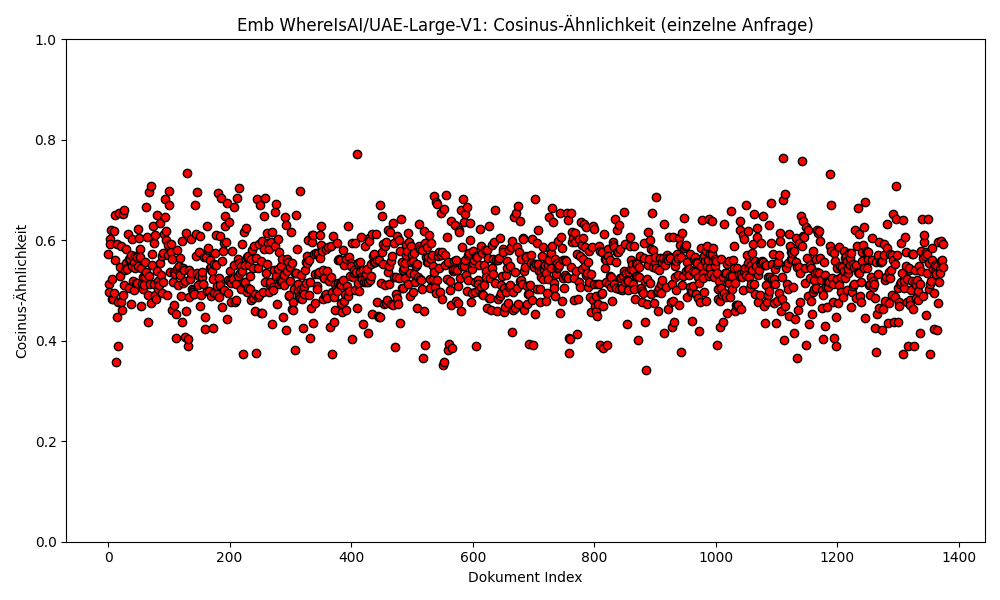 Emb WhereIsAI/UAE-Large-V1: Cosinus-Ähnlichkeit (einzelne Anfrage)
1.0
0.8
0.6
0.4
0.2
0.0
Cosinus-Ähnlichkeit
0 200 400 600 800 1000 1200 1400
Dokument Index